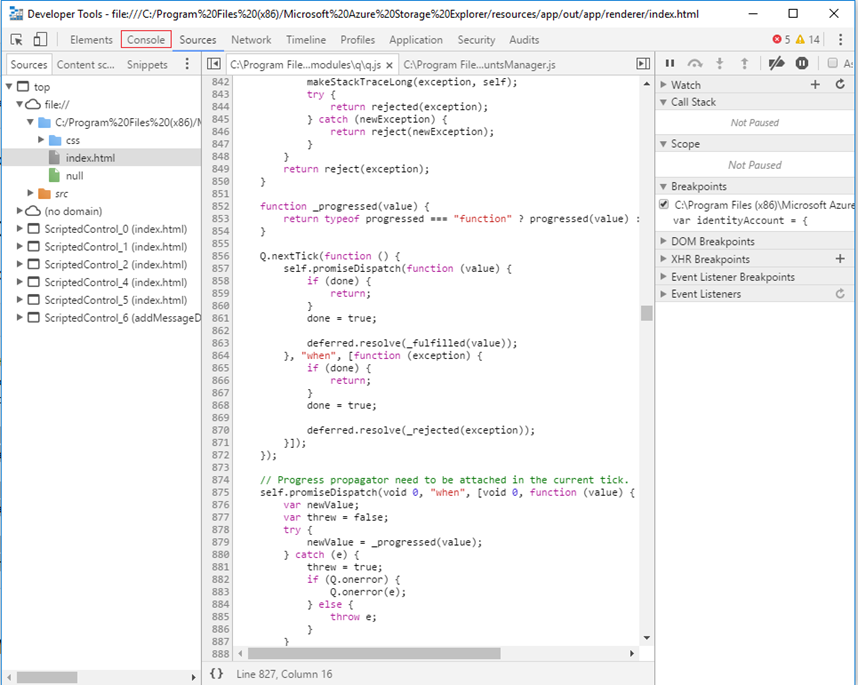 Developer Tools - file:///C:/Program%20Files%20(x86)/Microsoft%20Azure%20Storage%20Explorer/resources/app/out/app/renderer/index.html
Elements Console Sources Network Timeline Profiles Application Security Audits 5 14
Sources Content sc... Snippets
top
file://
C:/Program%20Files%20(x86)/M
css
index.html
null
src
(no domain)
ScriptedControl_0 (index.html)
ScriptedControl_1 (index.html)
ScriptedControl_2 (index.html)
ScriptedControl_4 (index.html)
ScriptedControl_5 (index.html)
ScriptedControl_6 (addMessageD
C:\Program File...modules\q\q.js × C:\Program File...untsManager.js
842 makeStackTraceLong(exception, self);
843 try {
844 return rejected(exception);
845 } catch (newException) {
846 return reject(newException);
847 }
848 }
849 return reject(exception);
850 }
851
852 function _progressed(value) {
853 return typeof progressed === "function" ? progressed(value) :
854 }
855
856 Q.nextTick(function () {
857 self.promiseDispatch(function (value) {
858 if (done) {
859 return;
860 }
861 done = true;
862
863 deferred.resolve(_fulfilled(value));
864 }, "when", [function (exception) {
865 if (done) {
866 return;
867 }
868 done = true;
869
870 deferred.resolve(_rejected(exception));
871 }]);
872 });
873
874 // Progress propagator need to be attached in the current tick.
875 self.promiseDispatch(void 0, "when", [void 0, function (value) {
876 var newValue;
877 var threw = false;
878 try {
879 newValue = _progressed(value);
880 } catch (e) {
881 threw = true;
882 if (Q.onerror) {
883 Q.onerror(e);
884 } else {
885 throw e;
886 }
887 }
888
{} Line 827, Column 16
As
Watch
Call Stack
Not Paused
Scope
Not Paused
Breakpoints
C:\Program Files (x86)\Microsoft Azure
var identityAccount = {
DOM Breakpoints
XHR Breakpoints
Event Listener Breakpoints
Event Listeners